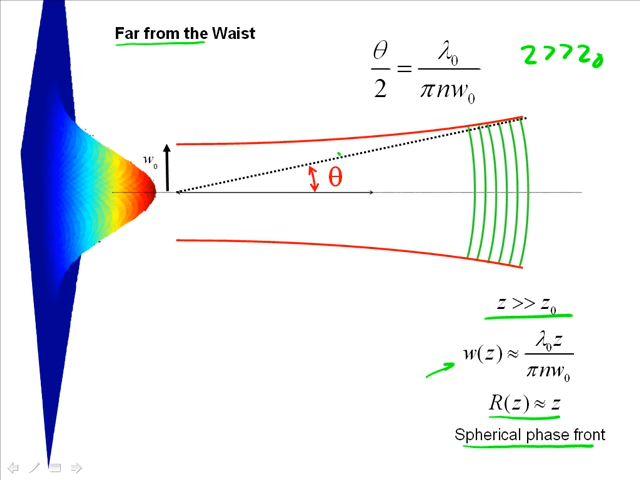 Far from the Waist
θ/2 = λ₀/πnw₀
z>>z₀
w₀
θ
z >> z₀
w(z) ≈ λ₀z/πnw₀
R(z) ≈ z
Spherical phase front